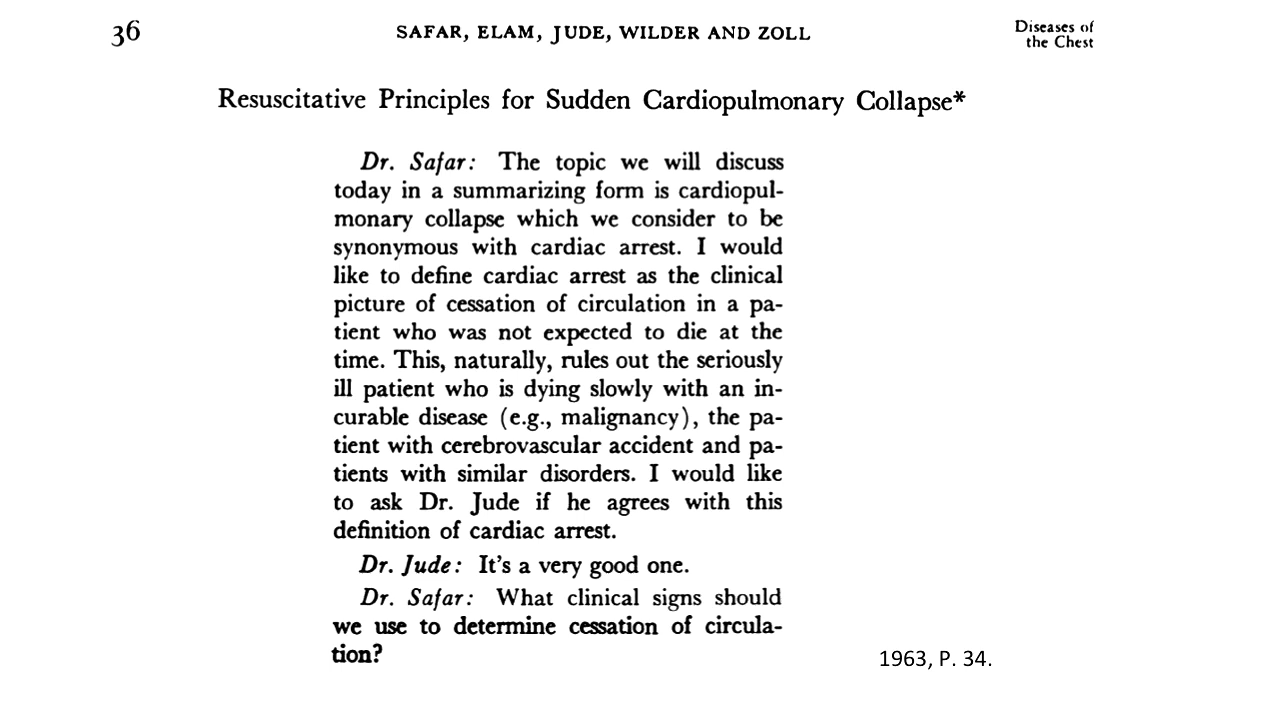 36
SAFAR, ELAM, JUDE, WILDER AND ZOLL
Diseases of
the Chest
Resuscitative Principles for Sudden Cardiopulmonary Collapse*
Dr. Safar: The topic we will discuss
today in a summarizing form is cardiopul-
monary collapse which we consider to be
synonymous with cardiac arrest. I would
like to define cardiac arrest as the clinical
picture of cessation of circulation in a pa-
tient who was not expected to die at the
time. This, naturally, rules out the seriously
ill patient who is dying slowly with an in-
curable disease (e.g., malignancy), the pa-
tient with cerebrovascular accident and pa-
tients with similar disorders. I would like
to ask Dr. Jude if he agrees with this
definition of cardiac arrest.
Dr. Jude: It's a very good one.
Dr. Safar: What clinical signs should
we use to determine cessation of circula-
tion?
1963, P. 34.